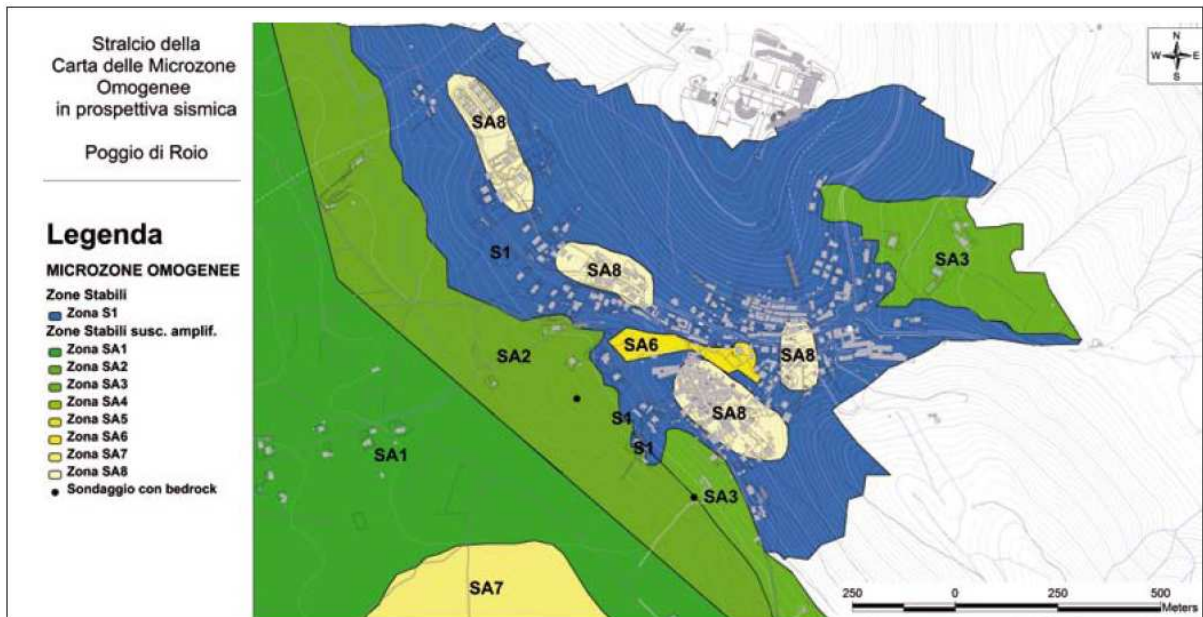 Stralcio della
Carta delle Microzone
Omogenee
in prospettiva sismica
Poggio di Roio
Legenda
MICROZONE OMOGENEE
Zone Stabili
Zona S1
Zone Stabili susc. amplif.
Zona SA1
Zona SA2
Zona SA3
Zona SA4
Zona SA5
Zona SA6
Zona SA7
Zona SA8
Sondaggio con bedrock
N
W E
S
SA8
S1
SA8
SA3
SA2
SA6
SA8
SA8
S1
S1
SA1
SA3
SA7
250 0 250 500
Meters